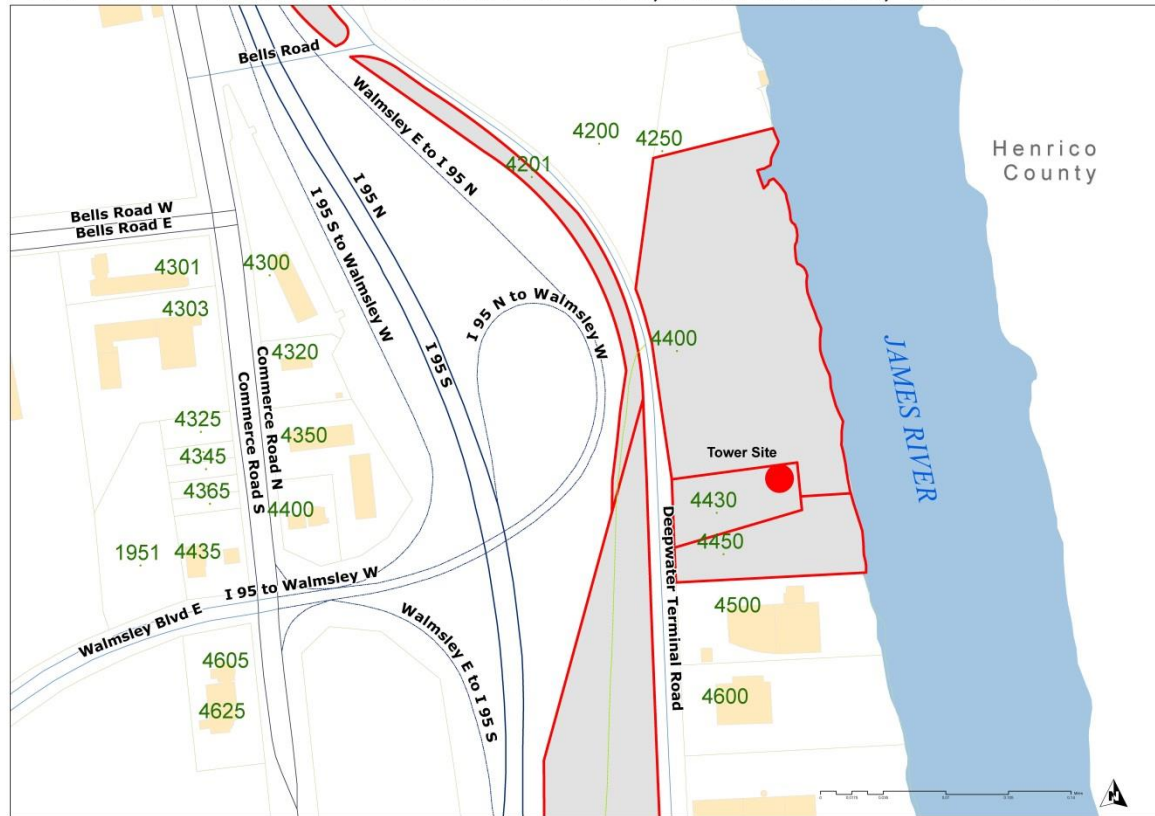 Bells Road
Walmsley E to I 95 N
4200
4250
4201
Henrico
County
I 95 N
I 95 S to Walmsley W
Bells Road W
Bells Road E
4301
4300
4303
I 95 N to Walmsley W
4320
I 95 S
4400
JAMES RIVER
Commerce Road N
Commerce Road S
4325
4350
4345
4365
4400
Tower Site
4430
4450
Deepwater Terminal Road
1951
4435
I 95 to Walmsley W
Walmsley Blvd E
Walmsley E to I 95 S
4500
4605
4625
4600